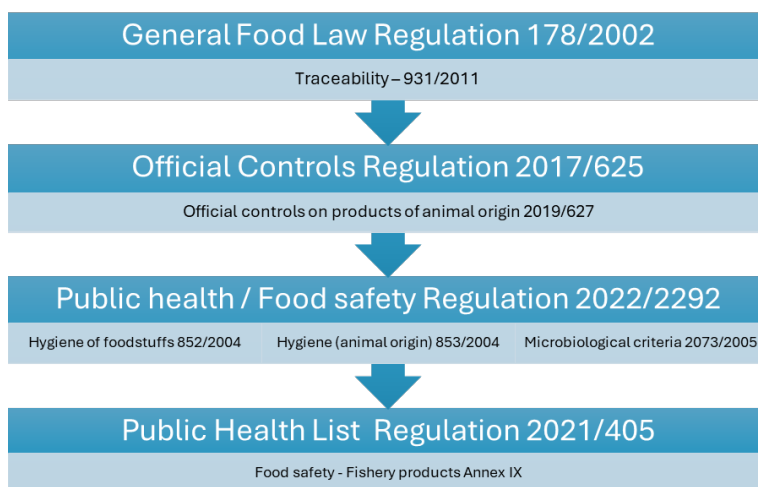 General Food Law Regulation 178/2002
Traceability – 931/2011
Official Controls Regulation 2017/625
Official controls on products of animal origin 2019/627
Public health / Food safety Regulation 2022/2292
Hygiene of foodstuffs 852/2004 Hygiene (animal origin) 853/2004 Microbiological criteria 2073/2005
Public Health List Regulation 2021/405
Food safety - Fishery products Annex IX